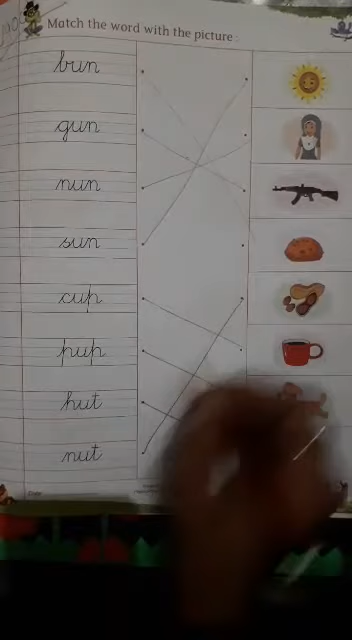 Match the word with the picture :
bun
gun
nun
sun
cup
pup
hut
nut